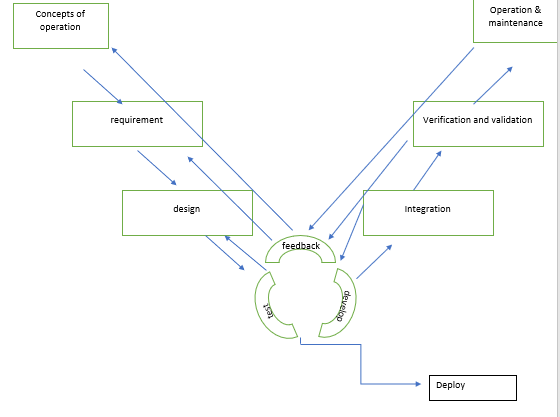 Concepts of
operation
Operation &
maintenance
requirement
Verification and validation
design
Integration
feedback
test
develop
Deploy